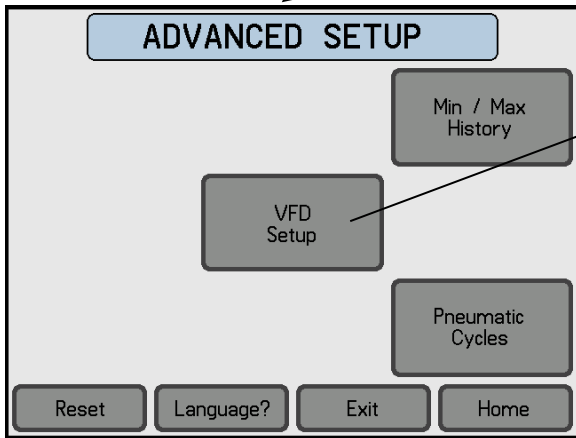 ADVANCED SETUP
Min / Max
History
VFD
Setup
Pneumatic
Cycles
Reset
Language?
Exit
Home